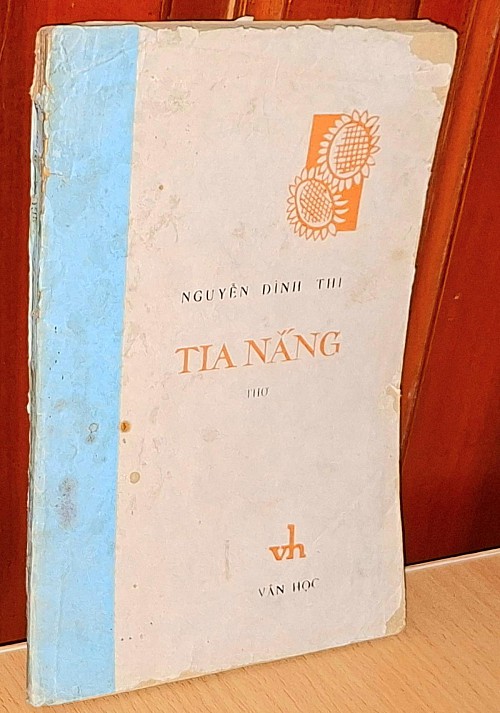 NGUYỄN ĐÌNH THI
TIA NẮNG
THƠ
vh
VĂN HỌC